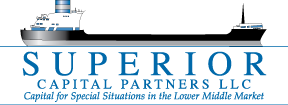 SUPERIOR
CAPITAL PARTNERS LLC
Capital for Special Situations in the Lower Middle Market